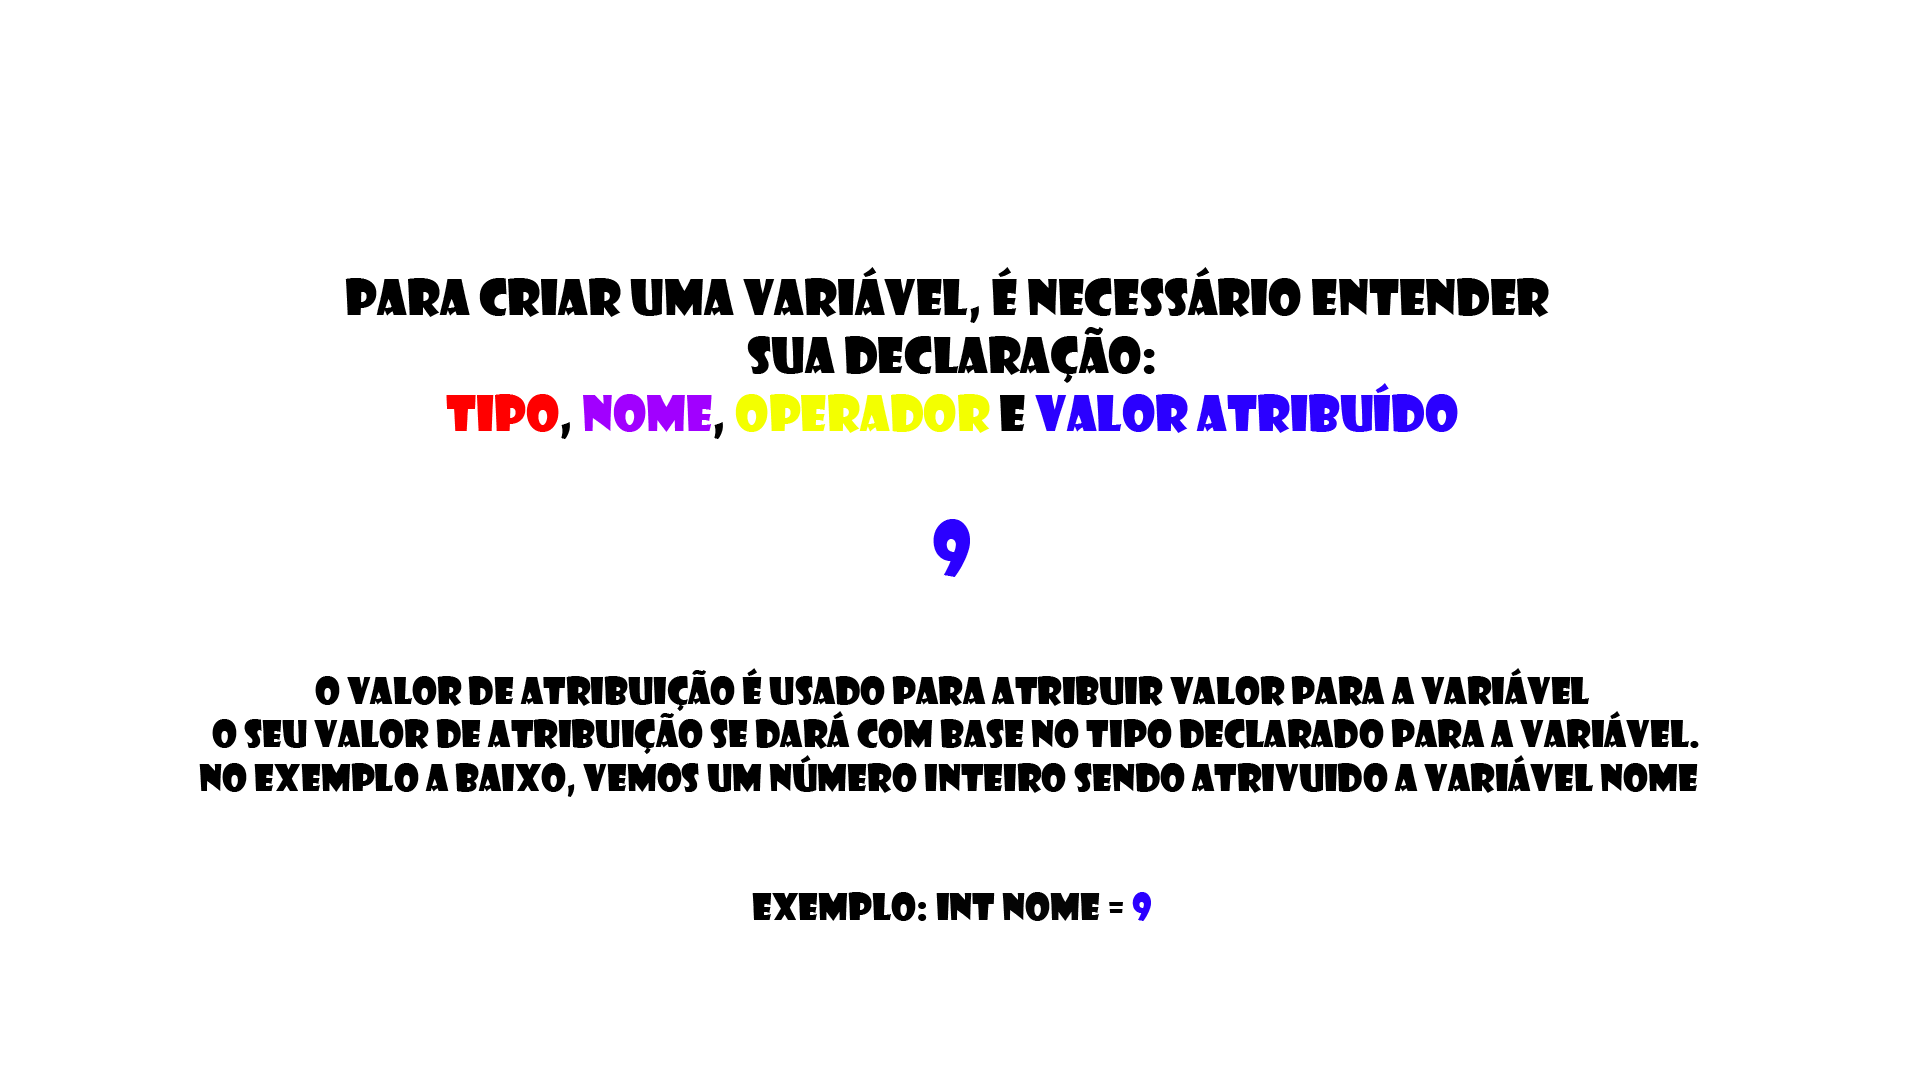 PARA CRIAR UMA VARIÁVEL, É NECESSÁRIO ENTENDER
SUA DECLARAÇÃO:
TIPO, NOME, OPERADOR E VALOR ATRIBUÍDO
9
O VALOR DE ATRIBUIÇÃO É USADO PARA ATRIBUIR VALOR PARA A VARIÁVEL
O SEU VALOR DE ATRIBUIÇÃO SE DARÁ COM BASE NO TIPO DECLARADO PARA A VARIÁVEL.
NO EXEMPLO A BAIXO, VEMOS UM NÚMERO INTEIRO SENDO ATRIVUIDO A VARIÁVEL NOME
EXEMPLO: INT NOME = 9